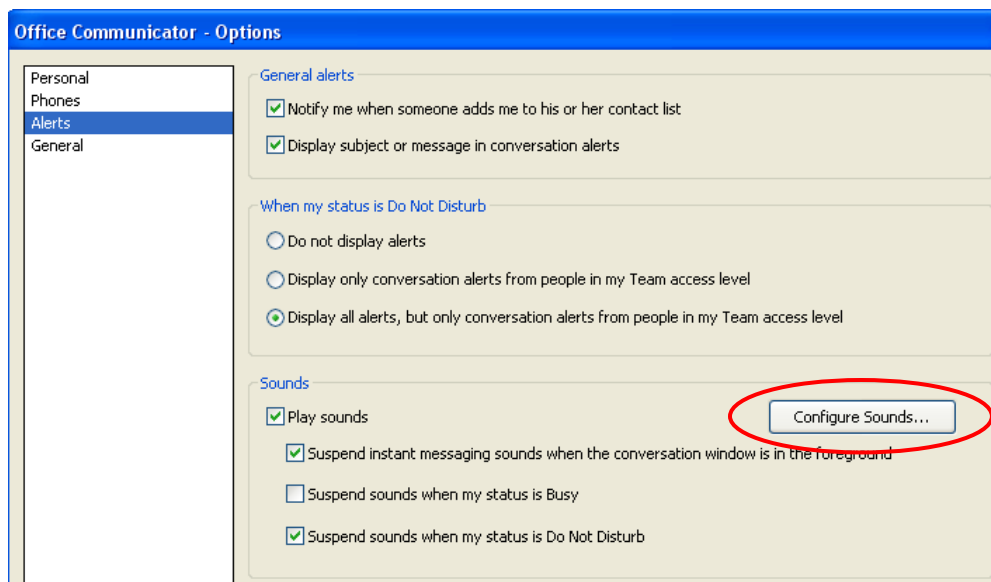 Office Communicator - Options
Personal
Phones
Alerts
General
General alerts
Notify me when someone adds me to his or her contact list
Display subject or message in conversation alerts
When my status is Do Not Disturb
Do not display alerts
Display only conversation alerts from people in my Team access level
Display all alerts, but only conversation alerts from people in my Team access level
Sounds
Play sounds
Configure Sounds...
Suspend instant messaging sounds when the conversation window is in the foreground
Suspend sounds when my status is Busy
Suspend sounds when my status is Do Not Disturb